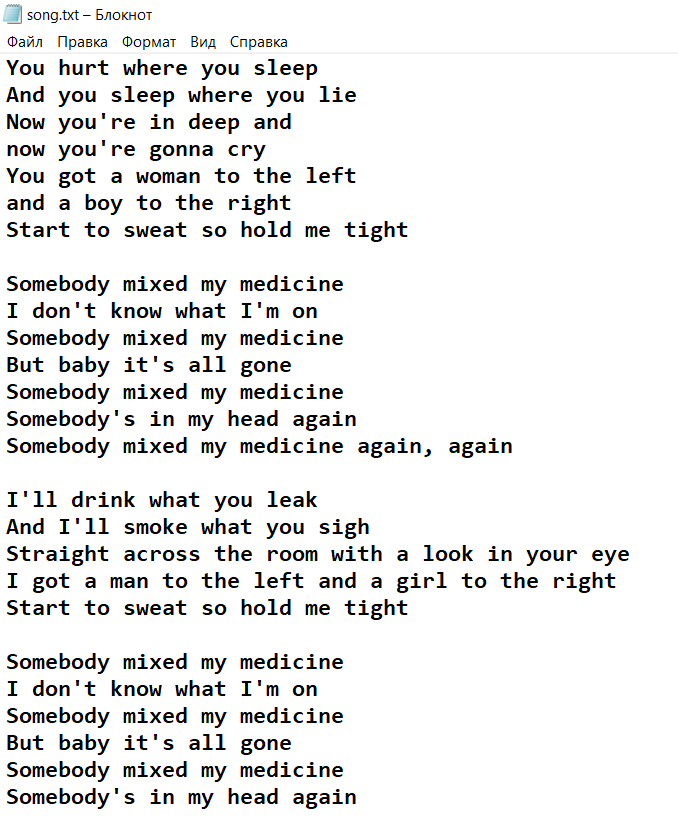 song.txt – Блокнот
Файл Правка Формат Вид Справка
You hurt where you sleep
And you sleep where you lie
Now you're in deep and
now you're gonna cry
You got a woman to the left
and a boy to the right
Start to sweat so hold me tight

Somebody mixed my medicine
I don't know what I'm on
Somebody mixed my medicine
But baby it's all gone
Somebody mixed my medicine
Somebody's in my head again
Somebody mixed my medicine again, again

I'll drink what you leak
And I'll smoke what you sigh
Straight across the room with a look in your eye
I got a man to the left and a girl to the right
Start to sweat so hold me tight

Somebody mixed my medicine
I don't know what I'm on
Somebody mixed my medicine
But baby it's all gone
Somebody mixed my medicine
Somebody's in my head again